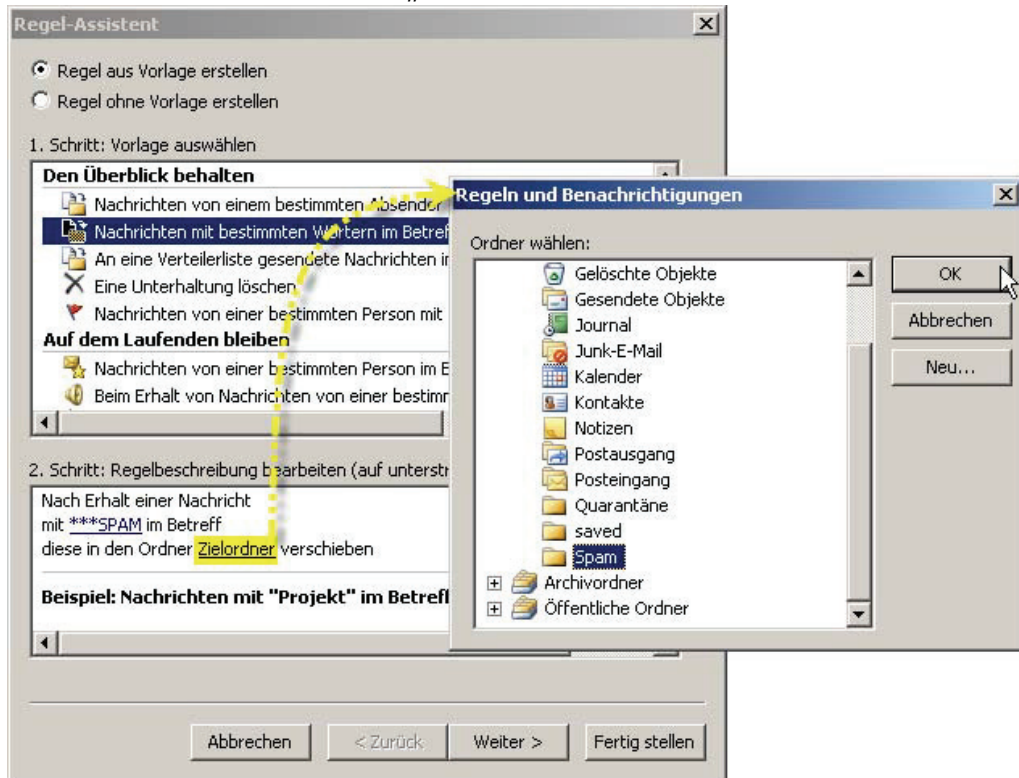 „
Regel-Assistent
Regel aus Vorlage erstellen
Regel ohne Vorlage erstellen
1. Schritt: Vorlage auswählen
Den Überblick behalten
Nachrichten von einem bestimmten Absender
Nachrichten mit bestimmten Wörtern im Betref
An eine Verteilerliste gesendete Nachrichten
Eine Unterhaltung löschen
Nachrichten von einer bestimmten Person mit
Auf dem Laufenden bleiben
Nachrichten von einer bestimmten Person im E
Beim Erhalt von Nachrichten von einer bestimm
2. Schritt: Regelbeschreibung bearbeiten (auf unterstr
Nach Erhalt einer Nachricht
mit ***SPAM im Betreff
diese in den Ordner Zielordner verschieben
Beispiel: Nachrichten mit "Projekt" im Betreff
Abbrechen
< Zurück
Weiter >
Fertig stellen
Regeln und Benachrichtigungen
Ordner wählen:
Gelöschte Objekte
Gesendete Objekte
Journal
Junk-E-Mail
Kalender
Kontakte
Notizen
Postausgang
Posteingang
Quarantäne
saved
Spam
Archivordner
Öffentliche Ordner
OK
Abbrechen
Neu...